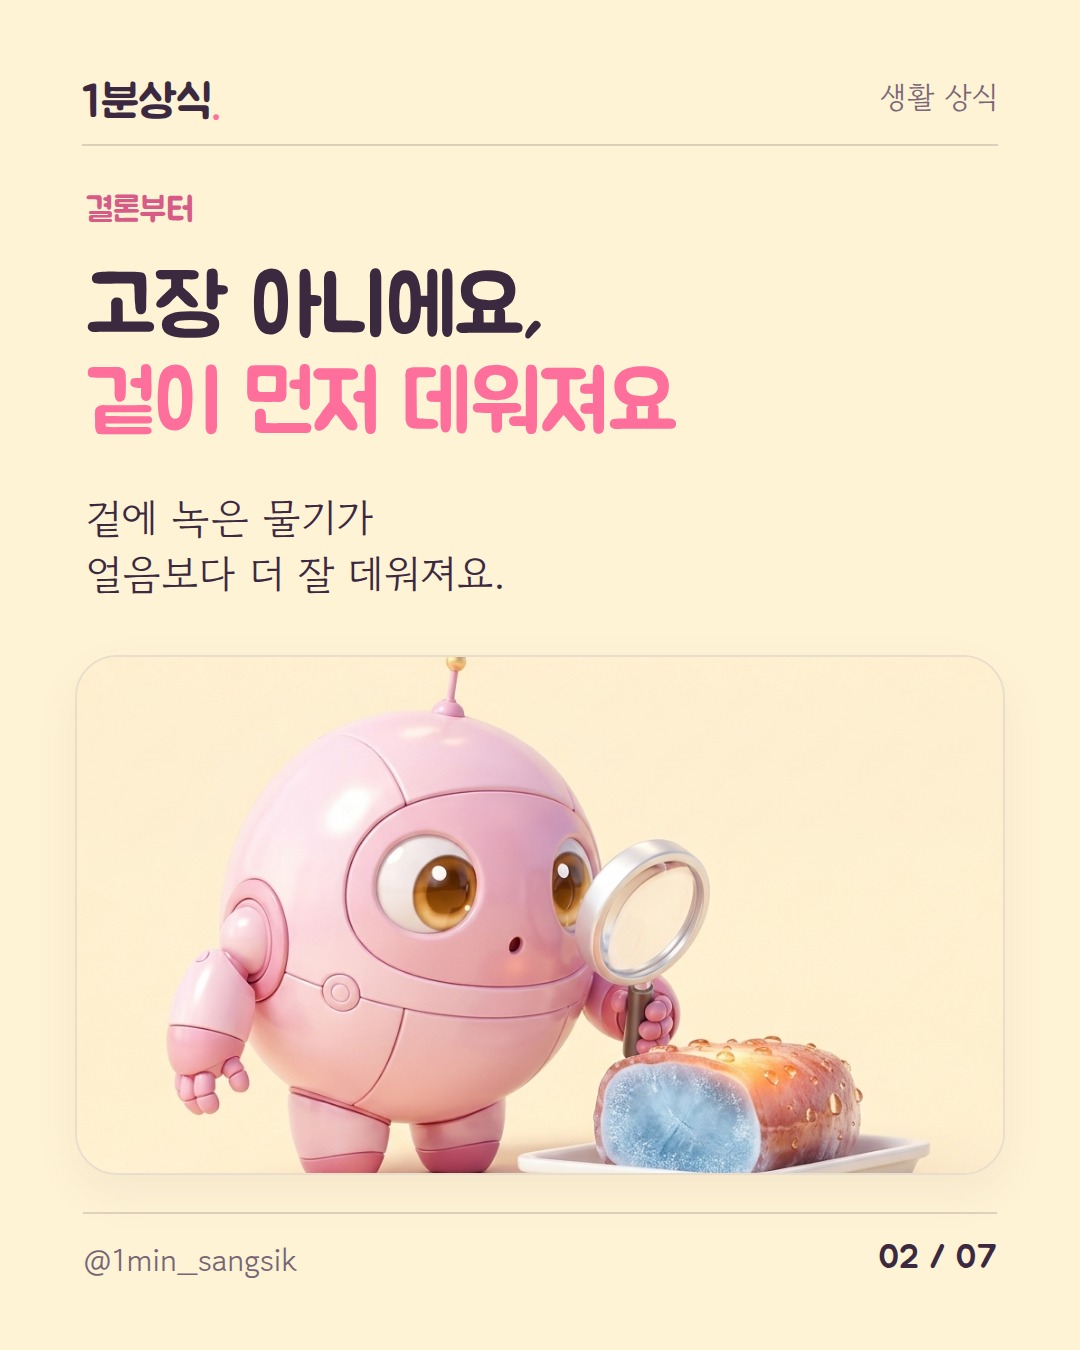 1분상식.
생활 상식
결론부터
고장 아니에요,
겉이 먼저 데워져요
겉에 녹은 물기가
얼음보다 더 잘 데워져요.
@1min_sangsik
02 / 07